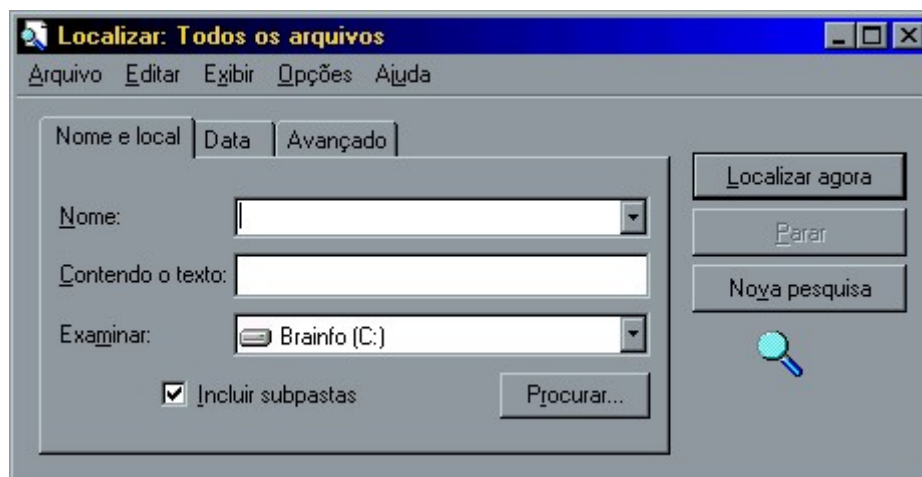 Localizar: Todos os arquivos
Arquivo Editar Exibir Opções Ajuda
Nome e local Data Avançado
Localizar agora
Nome:
Parar
Contendo o texto:
Nova pesquisa
Examinar: Brainfo (C:)
Incluir subpastas Procurar...